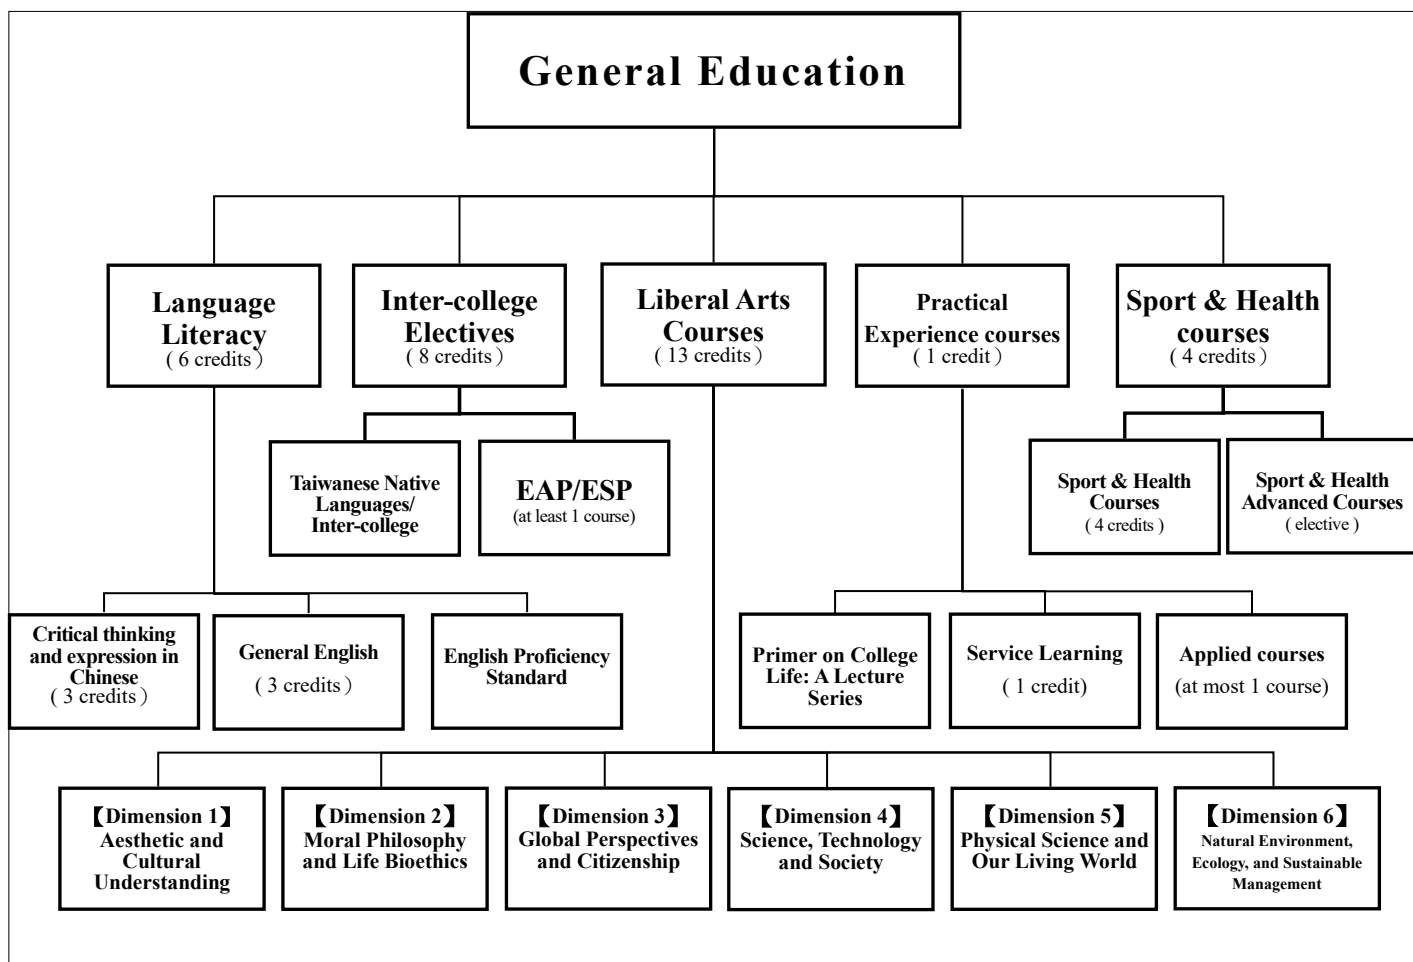 General Education
Language
Literacy
( 6 credits )
Inter-college
Electives
( 8 credits )
Liberal Arts
Courses
( 13 credits )
Practical
Experience courses
( 1 credit )
Sport & Health
courses
( 4 credits )
Taiwanese Native
Languages/
Inter-college
EAP/ESP
(at least 1 course)
Sport & Health
Courses
( 4 credits )
Sport & Health
Advanced Courses
( elective )
Critical thinking
and expression in
Chinese
( 3 credits )
General English
( 3 credits )
English Proficiency
Standard
Primer on College
Life: A Lecture
Series
Service Learning
( 1 credit)
Applied courses
(at most 1 course)
【Dimension 1】
Aesthetic and
Cultural
Understanding
【Dimension 2】
Moral Philosophy
and Life Bioethics
【Dimension 3】
Global Perspectives
and Citizenship
【Dimension 4】
Science, Technology
and Society
【Dimension 5】
Physical Science and
Our Living World
【Dimension 6】
Natural Environment,
Ecology, and Sustainable
Management